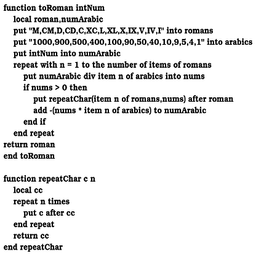 function toRoman intNum
local roman,numArabic
put "M,CM,D,CD,C,XC,L,XL,X,IX,V,IV,I" into romans
put "1000,900,500,400,100,90,50,40,10,9,5,4,1" into arabics
put intNum into numArabic
repeat with n = 1 to the number of items of romans
put numArabic div item n of arabics into nums
if nums > 0 then
put repeatChar(item n of romans,nums) after roman
add -(nums * item n of arabics) to numArabic
end if
end repeat
return roman
end toRoman
function repeatChar c n
local cc
repeat n times
put c after cc
end repeat
return cc
end repeatChar